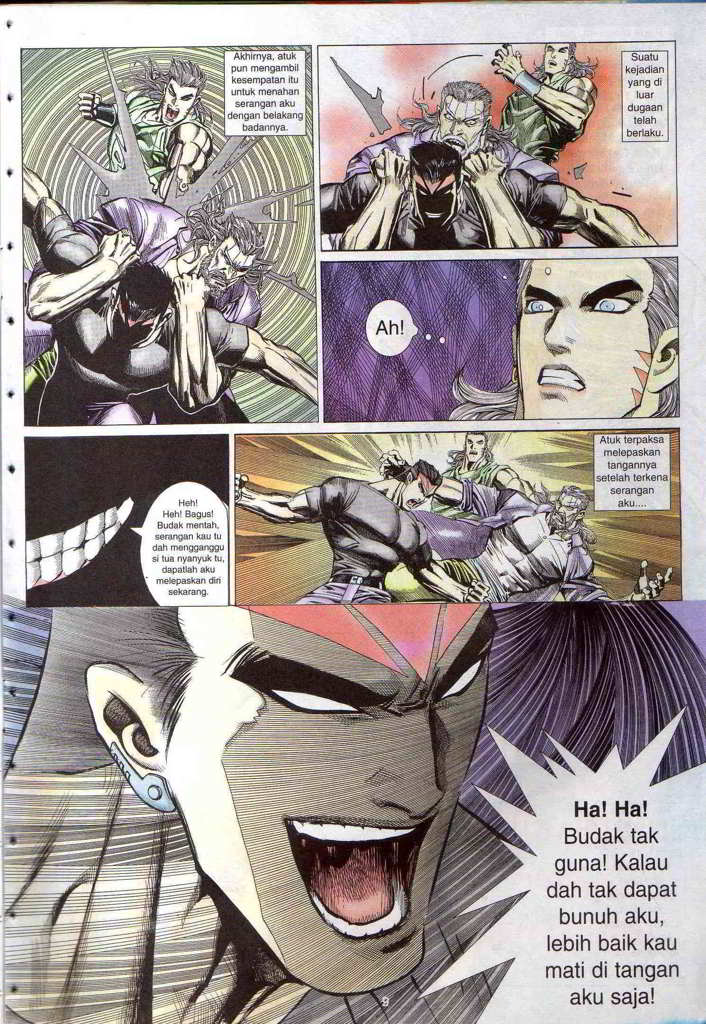 Akhirnya, atuk
pun mengambil
kesempatan itu
untuk menahan
serangan aku
dengan belakang
badannya.
Suatu
kejadian
yang di
luar
dugaan
telah
berlaku.
Ah!
Heh!
Heh! Bagus!
Budak mentah,
serangan kau tu
dah mengganggu
si tua nyanyuk tu,
dapatlah aku
melepaskan diri
sekarang.
Atuk terpaksa
melepaskan
tangannya
setelah terkena
serangan
aku....
Ha! Ha!
Budak tak
guna! Kalau
dah tak dapat
bunuh aku,
lebih baik kau
mati di tangan
aku saja!
9